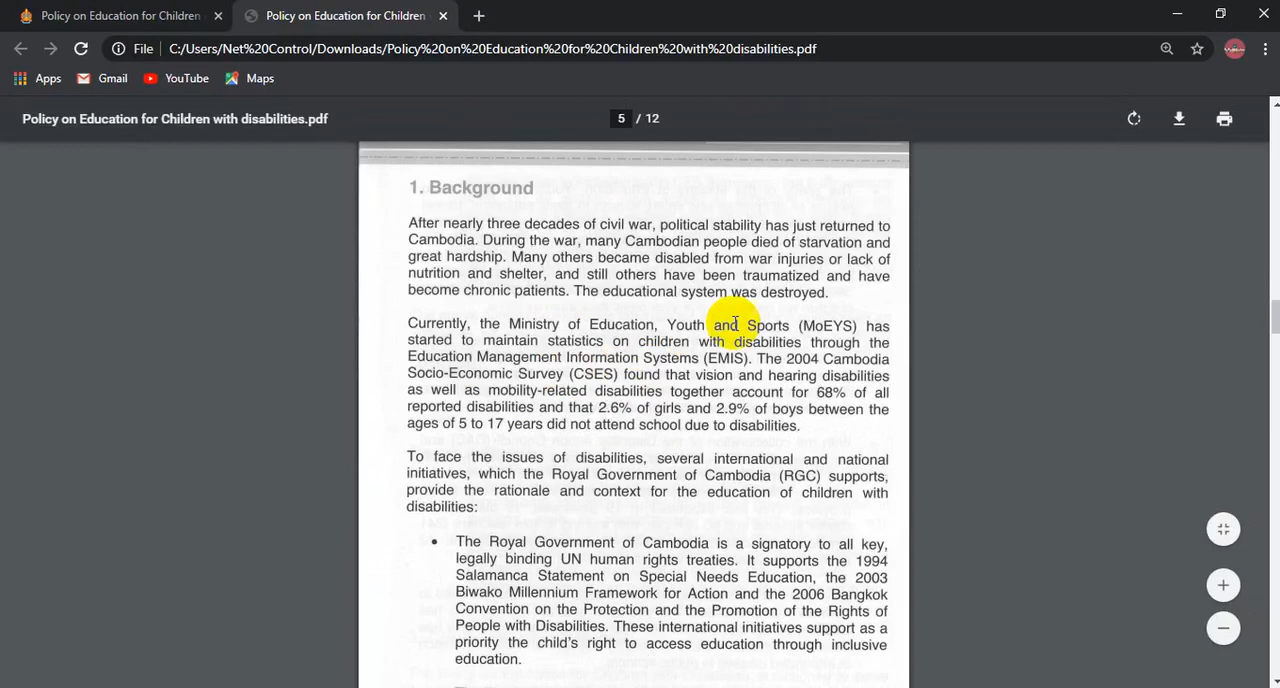 Policy on Education for Children
Policy on Education for Children
File
C:/Users/Net%20Control/Downloads/Policy%20on%20Education%20for%20Children%20with%20disabilities.pdf
Apps
Gmail
YouTube
Maps
Policy on Education for Children with disabilities.pdf
5 / 12
1. Background
After nearly three decades of civil war, political stability has just returned to
Cambodia. During the war, many Cambodian people died of starvation and
great hardship. Many others became disabled from war injuries or lack of
nutrition and shelter, and still others have been traumatized and have
become chronic patients. The educational system was destroyed.
Currently, the Ministry of Education, Youth and Sports (MoEYS) has
started to maintain statistics on children with disabilities through the
Education Management Information Systems (EMIS). The 2004 Cambodia
Socio-Economic Survey (CSES) found that vision and hearing disabilities
as well as mobility-related disabilities together account for 68% of all
reported disabilities and that 2.6% of girls and 2.9% of boys between the
ages of 5 to 17 years did not attend school due to disabilities.
To face the issues of disabilities, several international and national
initiatives, which the Royal Government of Cambodia (RGC) supports,
provide the rationale and context for the education of children with
disabilities:
• The Royal Government of Cambodia is a signatory to all key,
legally binding UN human rights treaties. It supports the 1994
Salamanca Statement on Special Needs Education, the 2003
Biwako Millennium Framework for Action and the 2006 Bangkok
Convention on the Protection and the Promotion of the Rights of
People with Disabilities. These international initiatives support as a
priority the child's right to access education through inclusive
education.